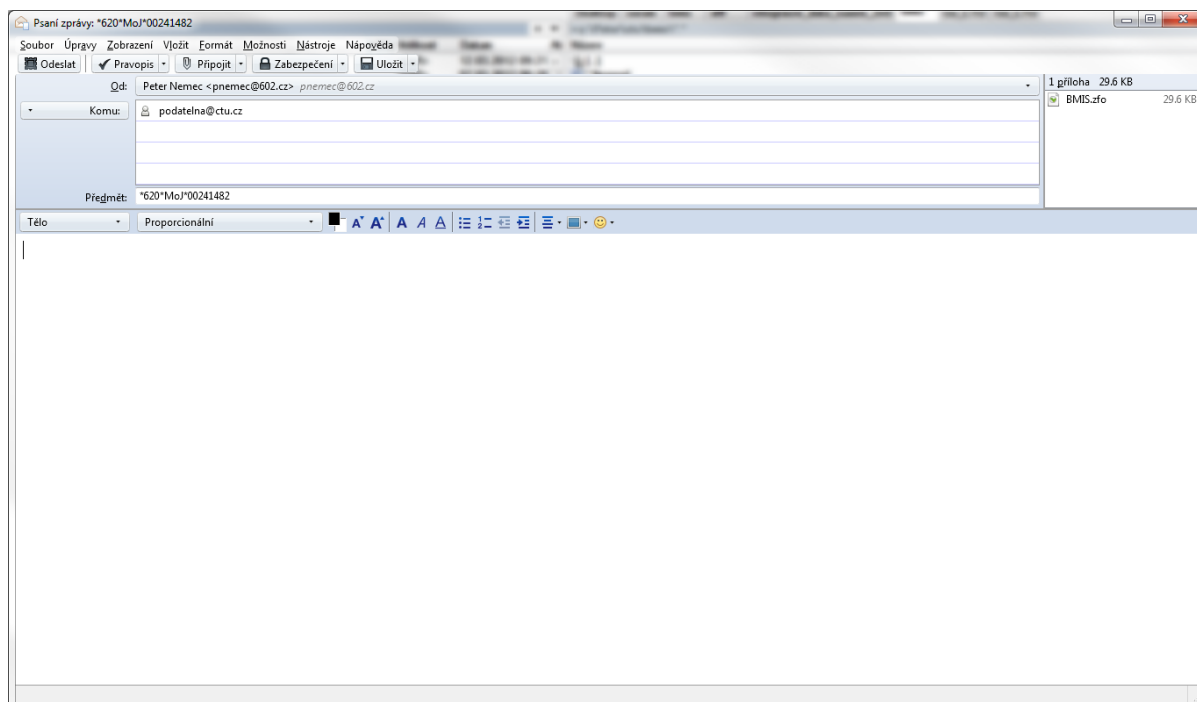 Psaní zprávy: *620*MoJ*00241482
Soubor Úpravy Zobrazení Vložit Formát Možnosti Nástroje Nápověda
Odeslat Pravopis Připojit Zabezpečení Uložit
Od: Peter Nemec <pnemec@602.cz> pnemec@602.cz
1 příloha 29.6 KB
Komu: podatelna@ctu.cz
BMIS.zfo 29.6 KB
Předmět: *620*MoJ*00241482
Tělo Proporcionální